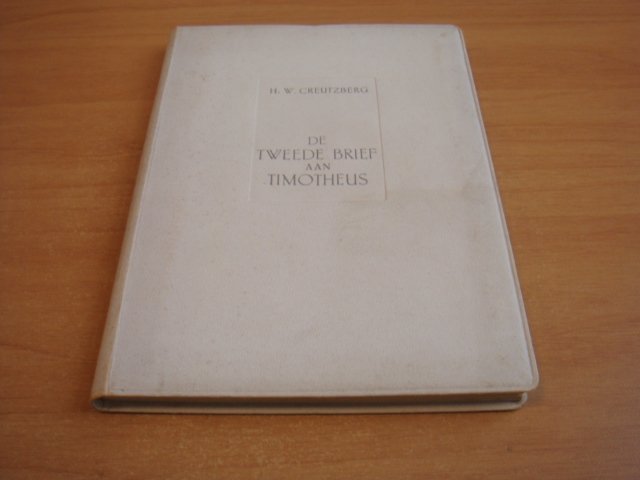 H. W. CREUTZBERG
DE
TWEEDE BRIEF
AAN
TIMOTHEUS